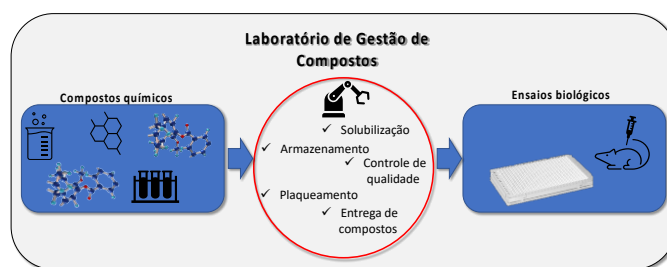 Laboratório de Gestão de
Compostos
Compostos químicos
✓ Solubilização
✓ Armazenamento
✓ Controle de
qualidade
✓ Plaqueamento
✓ Entrega de
compostos
Ensaios biológicos